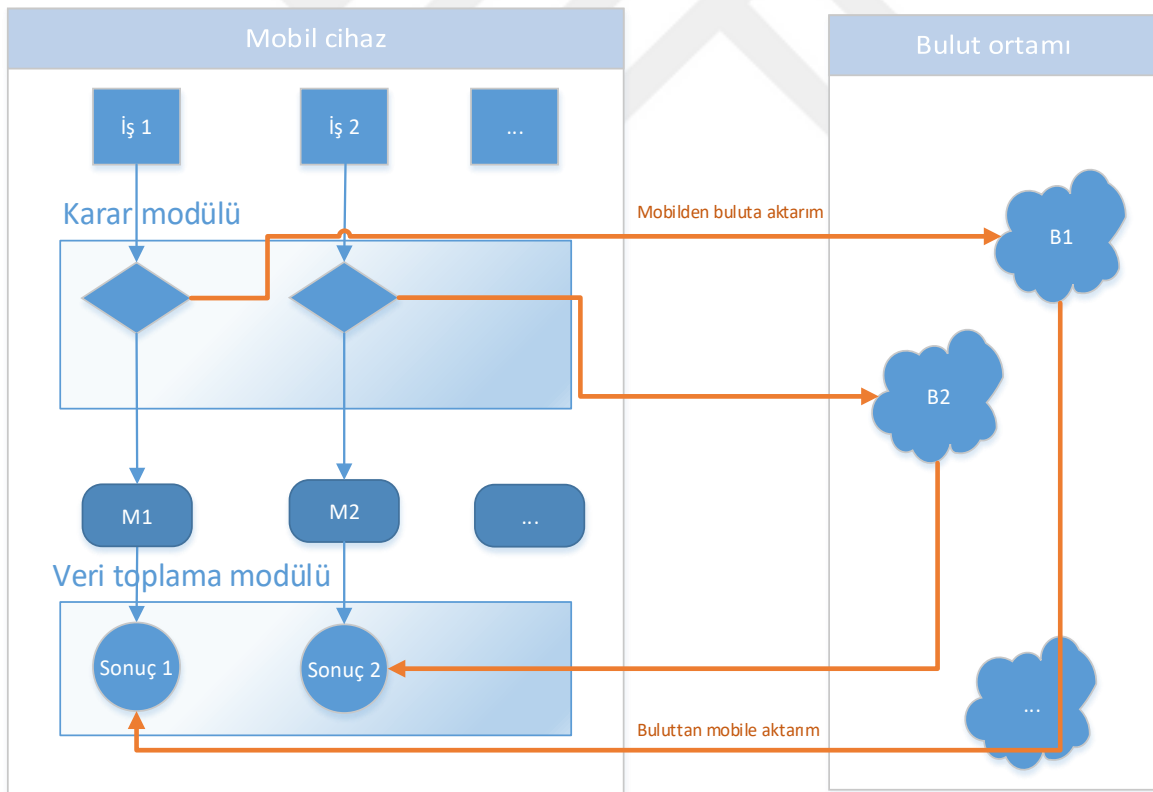 Mobil cihaz
Bulut ortamı
İş 1
İş 2
...
Karar modülü
Mobilden buluta aktarım
B1
B2
M1
M2
...
Veri toplama modülü
Sonuç 1
Sonuç 2
...
Buluttan mobile aktarım